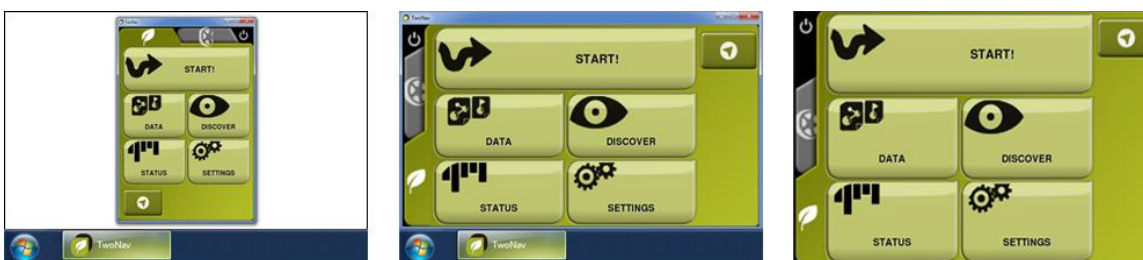 TwoNav
START!
DATA
DISCOVER
STATUS
SETTINGS
TwoNav
TwoNav
START!
DATA
DISCOVER
STATUS
SETTINGS
TwoNav
START!
DATA
DISCOVER
STATUS
SETTINGS